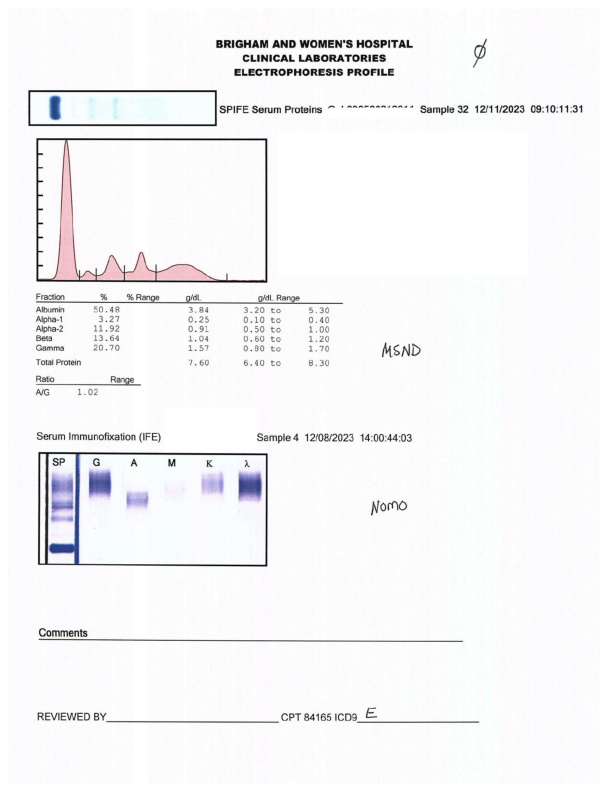 BRIGHAM AND WOMEN'S HOSPITAL
CLINICAL LABORATORIES
ELECTROPHORESIS PROFILE
Ø
SPIFE Serum Proteins Sample 32 12/11/2023 09:10:11:31
Fraction % % Range g/dL g/dL Range
Albumin 50.48 3.84 3.20 to 5.30
Alpha-1 3.27 0.25 0.10 to 0.40
Alpha-2 11.92 0.91 0.50 to 1.00
Beta 13.64 1.04 0.60 to 1.20
Gamma 20.70 1.57 0.80 to 1.70
MSND
Total Protein 7.60 6.40 to 8.30
Ratio Range
A/G 1.02
Serum Immunofixation (IFE) Sample 4 12/08/2023 14:00:44:03
SP G A M K λ
Nomo
Comments
REVIEWED BY CPT 84165 ICD9 E